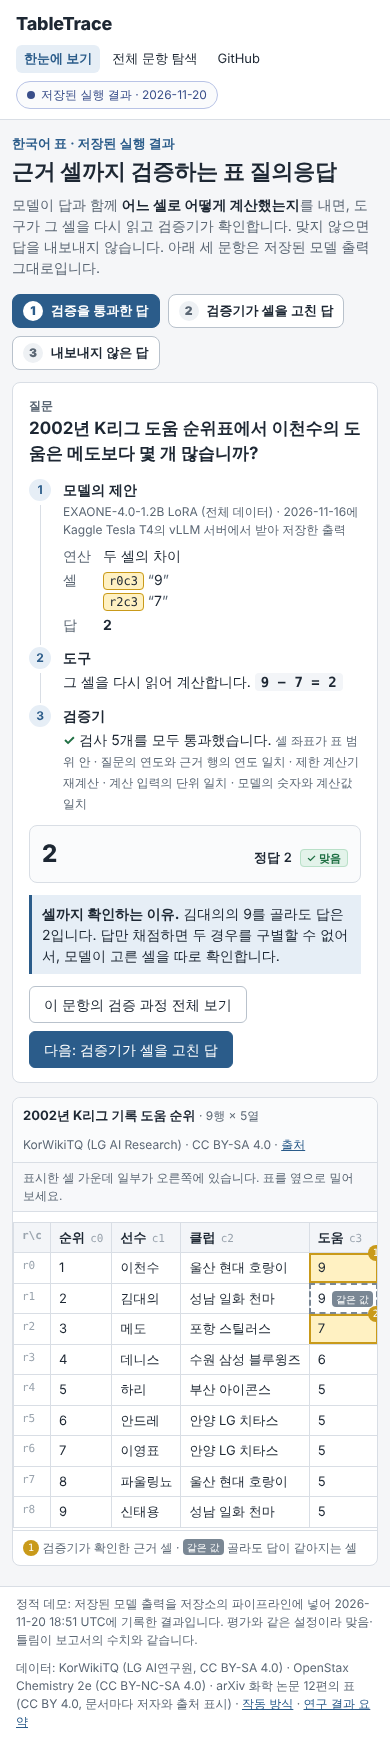 TableTrace
한눈에 보기 전체 문항 탐색 GitHub
저장된 실행 결과 · 2026-11-20
한국어 표 · 저장된 실행 결과
근거 셀까지 검증하는 표 질의응답
모델이 답과 함께 어느 셀로 어떻게 계산했는지를 내면, 도
구가 그 셀을 다시 읽고 검증기가 확인합니다. 맞지 않으면
답을 내보내지 않습니다. 아래 세 문항은 저장된 모델 출력
그대로입니다.
1 검증을 통과한 답 2 검증기가 셀을 고친 답
3 내보내지 않은 답
질문
2002년 K리그 도움 순위표에서 이천수의 도
움은 메도보다 몇 개 많습니까?
1 모델의 제안
EXAONE-4.0-1.2B LoRA (전체 데이터) · 2026-11-16에
Kaggle Tesla T4의 vLLM 서버에서 받아 저장한 출력
연산 두 셀의 차이
셀 r0c3 “9”
r2c3 “7”
답 2
2 도구
그 셀을 다시 읽어 계산합니다. 9 − 7 = 2
3 검증기
✓ 검사 5개를 모두 통과했습니다. 셀 좌표가 표 범
위 안 · 질문의 연도와 근거 행의 연도 일치 · 제한 계산기
재계산 · 계산 입력의 단위 일치 · 모델의 숫자와 계산값
일치
2 정답 2 ✓ 맞음
셀까지 확인하는 이유. 김대의의 9를 골라도 답은
2입니다. 답만 채점하면 두 경우를 구별할 수 없어
서, 모델이 고른 셀을 따로 확인합니다.
이 문항의 검증 과정 전체 보기
다음: 검증기가 셀을 고친 답
2002년 K리그 기록 도움 순위 · 9행 × 5열
KorWikiTQ (LG AI Research) · CC BY-SA 4.0 · 출처
표시한 셀 가운데 일부가 오른쪽에 있습니다. 표를 옆으로 밀어
보세요.
r\c 순위 c0 선수 c1 클럽 c2 도움 c3
r0 1 이천수 울산 현대 호랑이 9
r1 2 김대의 성남 일화 천마 9 같은 값
r2 3 메도 포항 스틸러스 7
r3 4 데니스 수원 삼성 블루윙즈 6
r4 5 하리 부산 아이콘스 5
r5 6 안드레 안양 LG 치타스 5
r6 7 이영표 안양 LG 치타스 5
r7 8 파울링뇨 울산 현대 호랑이 5
r8 9 신태용 성남 일화 천마 5
1 검증기가 확인한 근거 셀 · 같은 값 골라도 답이 같아지는 셀
정적 데모: 저장된 모델 출력을 저장소의 파이프라인에 넣어 2026-
11-20 18:51 UTC에 기록한 결과입니다. 평가와 같은 설정이라 맞음·
틀림이 보고서의 수치와 같습니다.
데이터: KorWikiTQ (LG AI연구원, CC BY-SA 4.0) · OpenStax
Chemistry 2e (CC BY-NC-SA 4.0) · arXiv 화학 논문 12편의 표
(CC BY 4.0, 문서마다 저자와 출처 표시) · 작동 방식 · 연구 결과 요
약